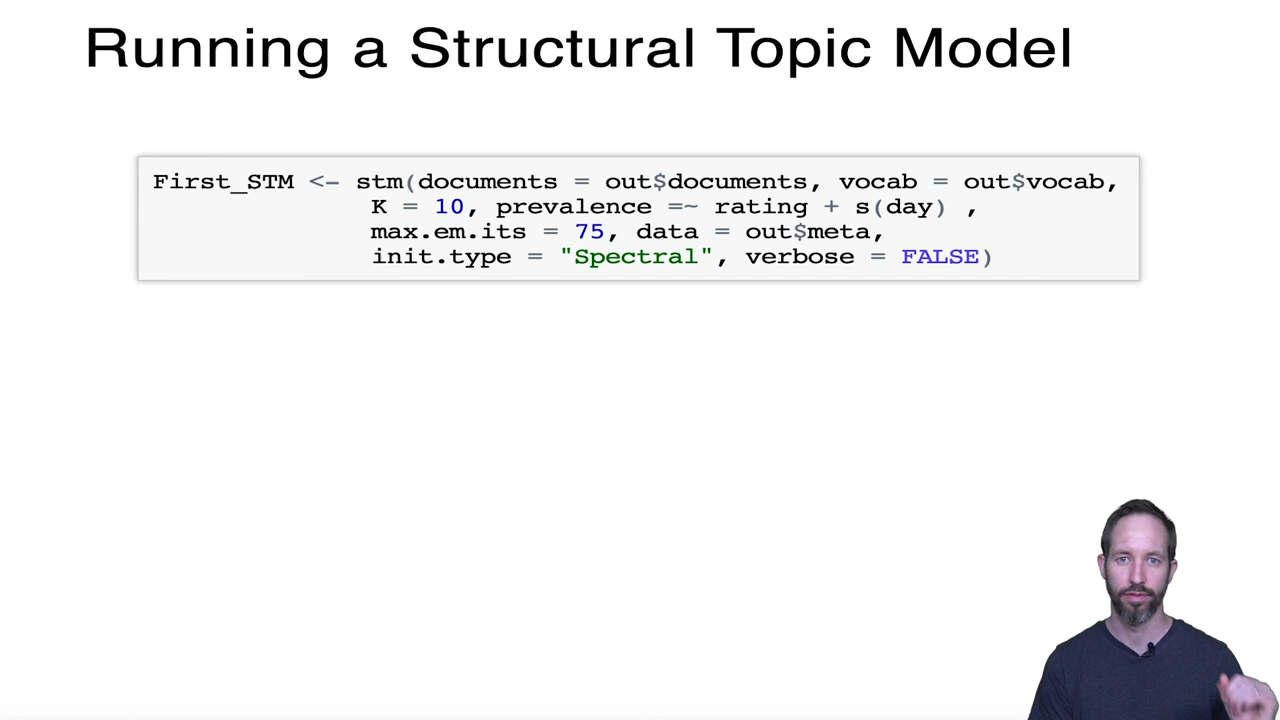 Running a Structural Topic Model
First_STM <- stm(documents = out$documents, vocab = out$vocab,
K = 10, prevalence =~ rating + s(day) ,
max.em.its = 75, data = out$meta,
init.type = "Spectral", verbose = FALSE)